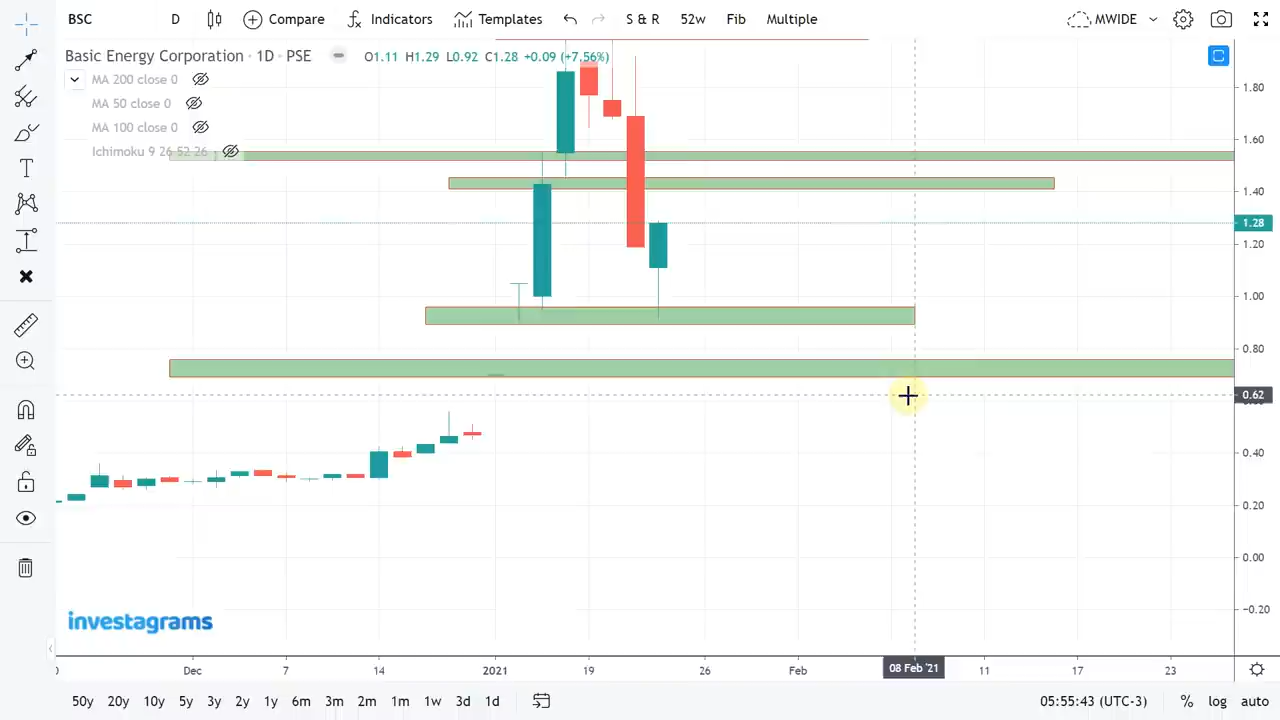 BSC D Compare Indicators Templates S & R 52w Fib Multiple MWIDE
Basic Energy Corporation · 1D · PSE O1.11 H1.29 L0.92 C1.28 +0.09 (+7.56%)
MA 200 close 0
MA 50 close 0
MA 100 close 0
Ichimoku 9 26 52 26
1.80
1.60
1.40
1.28
1.20
1.00
0.80
0.62
0.40
0.20
0.00
−0.20
investagrams
Dec 7 14 2021 19 26 Feb 08 Feb '21 11 17 23
50y 20y 10y 5y 3y 2y 1y 6m 3m 2m 1m 1w 3d 1d 05:55:43 (UTC-3) % log auto